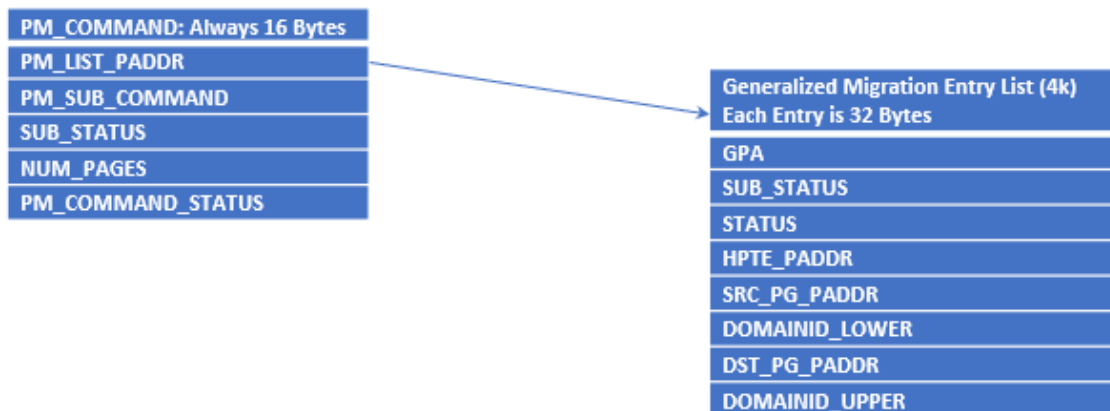 PM_COMMAND: Always 16 Bytes
PM_LIST_PADDR
PM_SUB_COMMAND
SUB_STATUS
NUM_PAGES
PM_COMMAND_STATUS
Generalized Migration Entry List (4k)
Each Entry is 32 Bytes
GPA
SUB_STATUS
STATUS
HPTE_PADDR
SRC_PG_PADDR
DOMAINID_LOWER
DST_PG_PADDR
DOMAINID_UPPER